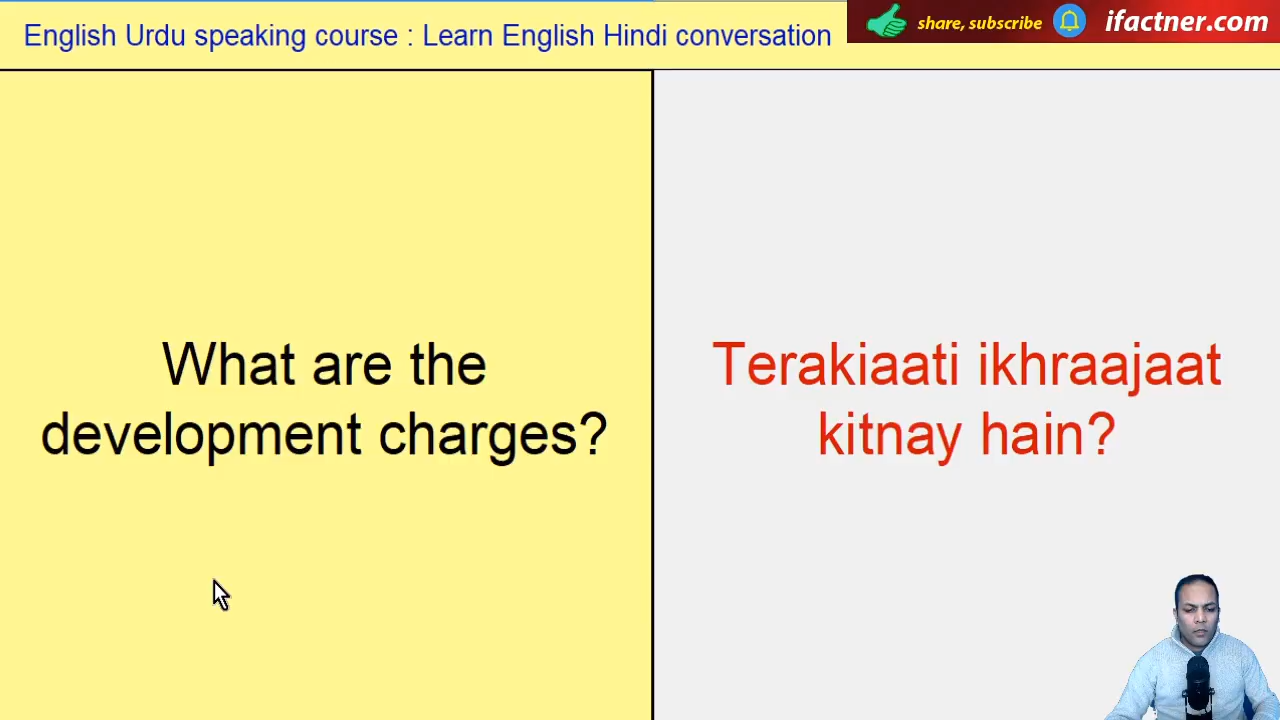 English Urdu speaking course : Learn English Hindi conversation
share, subscribe
ifactner.com
What are the
development charges?
Terakiaati ikhraajaat
kitnay hain?